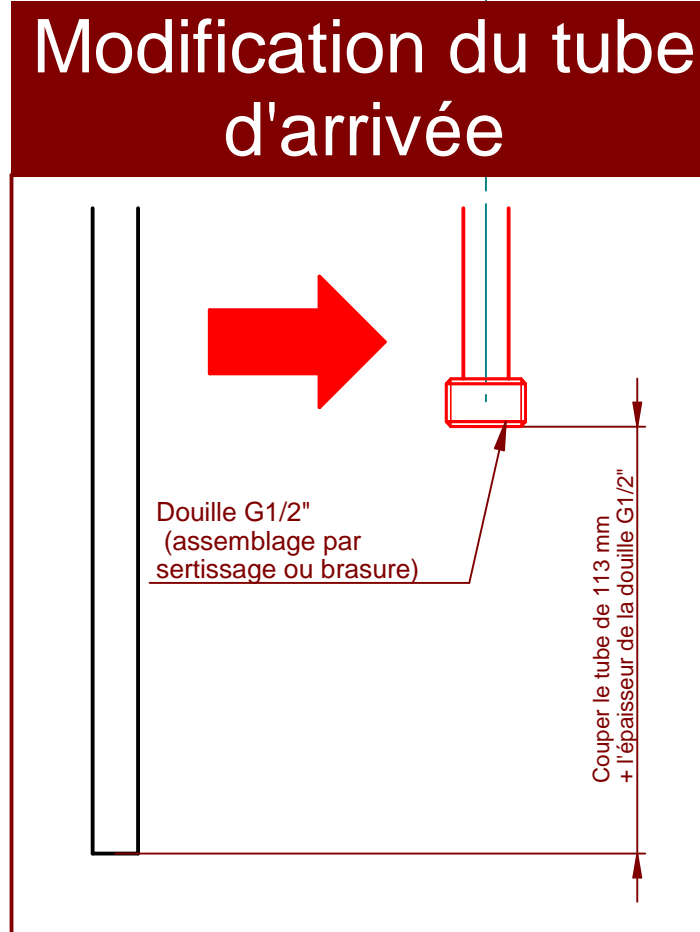 Modification du tube
d'arrivée
Douille G1/2"
(assemblage par
sertissage ou brasure)
Couper le tube de 113 mm
+ l'épaisseur de la douille G1/2"